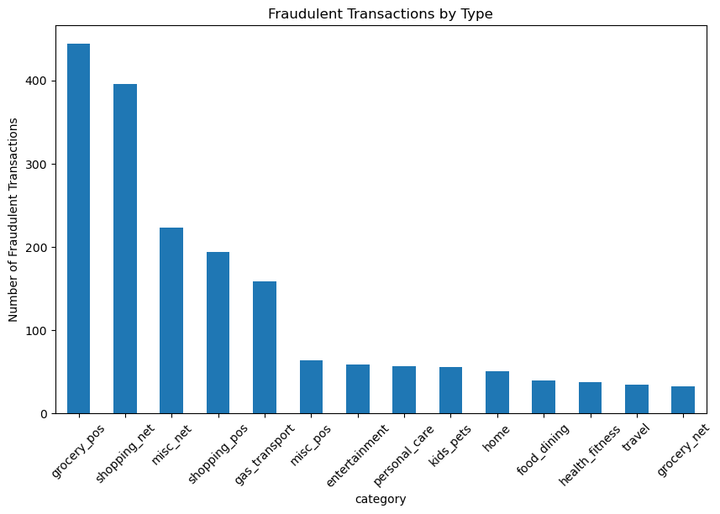 Fraudulent Transactions by Type
Number of Fraudulent Transactions
400
300
200
100
0
grocery_pos
shopping_net
misc_net
shopping_pos
gas_transport
misc_pos
entertainment
personal_care
kids_pets
home
food_dining
health_fitness
travel
grocery_net
category